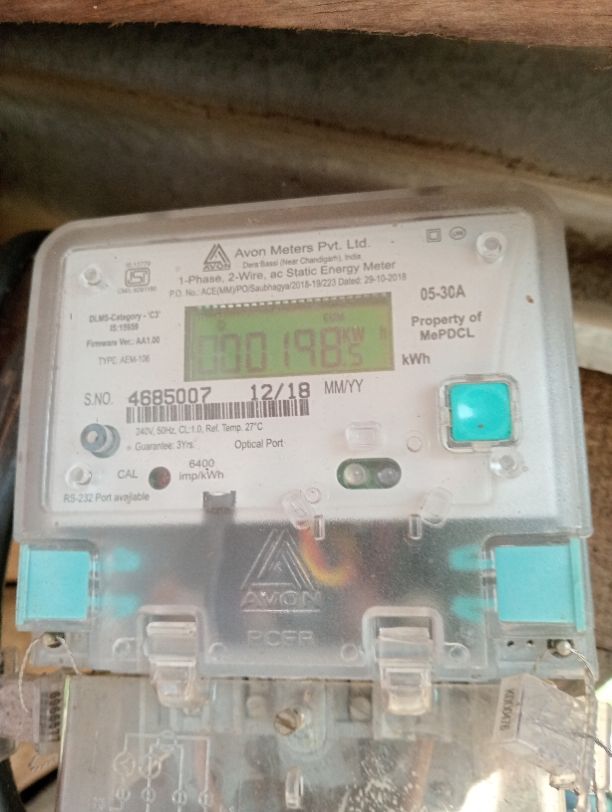 Avon Meters Pvt. Ltd.
AVON
Dera Bassi (Near Chandigarh), India
1-Phase, 2-Wire, ac Static Energy Meter
P.O. No.: ACE(MM)/PO/Saubhagya/2018-19/223 Dated: 29-10-2018
IS:13779
DLMS-Category - 'C3'
IS:15959
Firmware Ver.: AA1.00
TYPE: AEM-106
05-30A
Property of
MePDCL
000198.5 kWh
kWh
S.NO. 4685007 12/18 MM/YY
240V, 50Hz, CL:1.0, Ref. Temp. 27°C
Guarantee: 3Yrs. Optical Port
CAL
6400
imp/kWh
RS-232 Port available
AVON